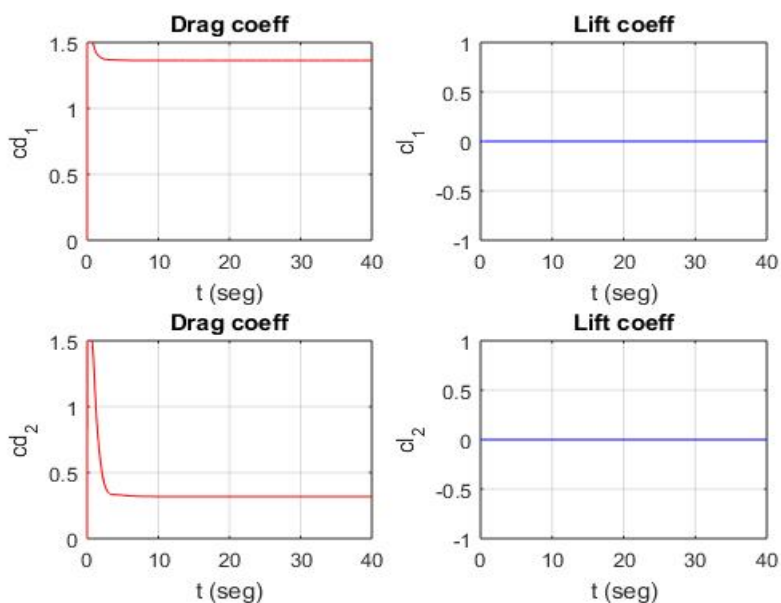 Drag coeff
1.5
1
0.5
0
cd₁
0 10 20 30 40
t (seg)
Lift coeff
1
0.5
0
-0.5
-1
cl₁
0 10 20 30 40
t (seg)
Drag coeff
1.5
1
0.5
0
cd₂
0 10 20 30 40
t (seg)
Lift coeff
1
0.5
0
-0.5
-1
cl₂
0 10 20 30 40
t (seg)